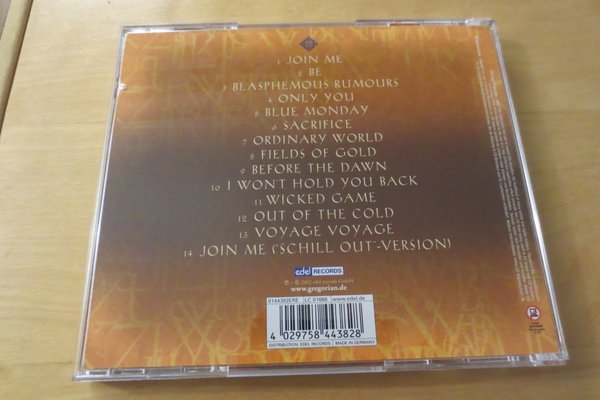 1 JOIN ME
2 BE
3 BLASPHEMOUS RUMOURS
4 ONLY YOU
5 BLUE MONDAY
6 SACRIFICE
7 ORDINARY WORLD
8 FIELDS OF GOLD
9 BEFORE THE DAWN
10 I WONT HOLD YOU BACK
11 WICKED GAME
12 OUT OF THE COLD
13 VOYAGE VOYAGE
14 JOIN ME ("SCHILL OUT"-VERSION)
edel RECORDS
www.gregorian.de
0144382ERE LC 01666 www.edel.de
4 029758 443828
DISTRIBUTION EDEL RECORDS MADE IN GERMANY